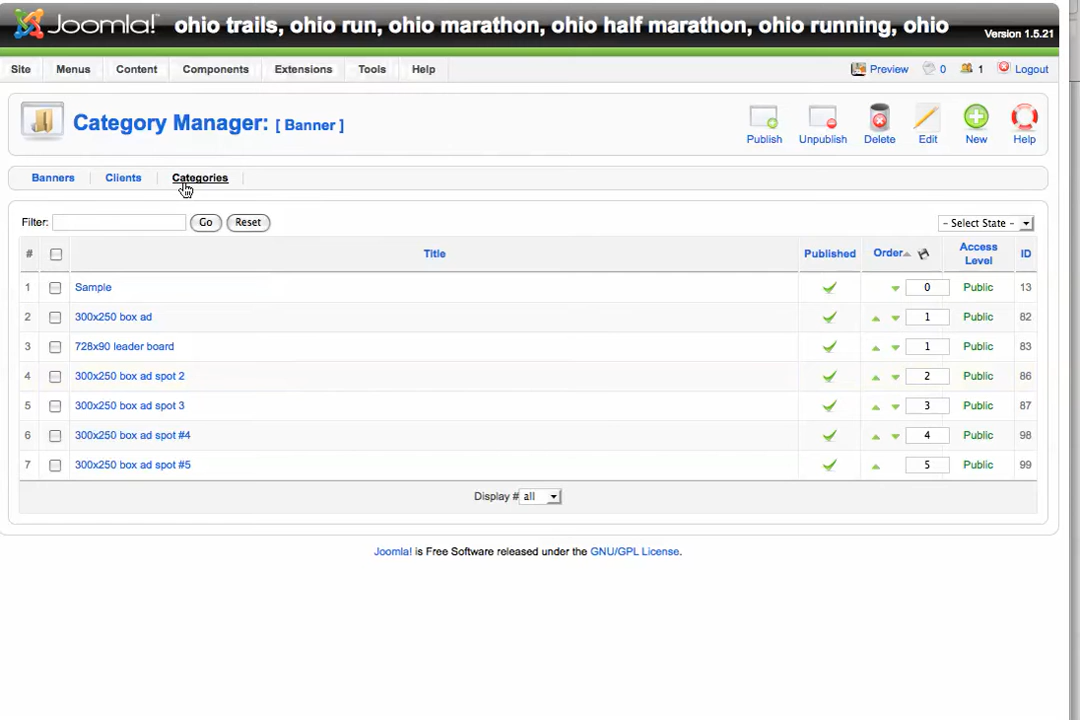 Joomla! ohio trails, ohio run, ohio marathon, ohio half marathon, ohio running, ohio Version 1.5.21
Site Menus Content Components Extensions Tools Help Preview 0 1 Logout
Category Manager: [ Banner ]
Publish Unpublish Delete Edit New Help
Banners Clients Categories
Filter: Go Reset - Select State -
# Title Published Order Access Level ID
1 Sample 0 Public 13
2 300x250 box ad 1 Public 82
3 728x90 leader board 1 Public 83
4 300x250 box ad spot 2 2 Public 86
5 300x250 box ad spot 3 3 Public 87
6 300x250 box ad spot #4 4 Public 98
7 300x250 box ad spot #5 5 Public 99
Display # all
Joomla! is Free Software released under the GNU/GPL License.